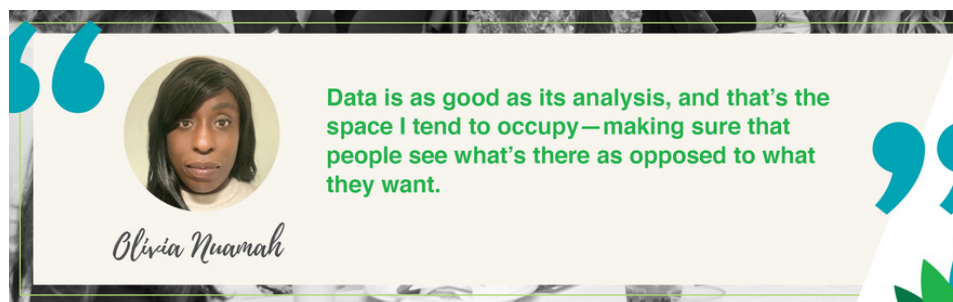 Data is as good as its analysis, and that’s the
space I tend to occupy—making sure that
people see what’s there as opposed to what
they want.
Olivia Nuamah